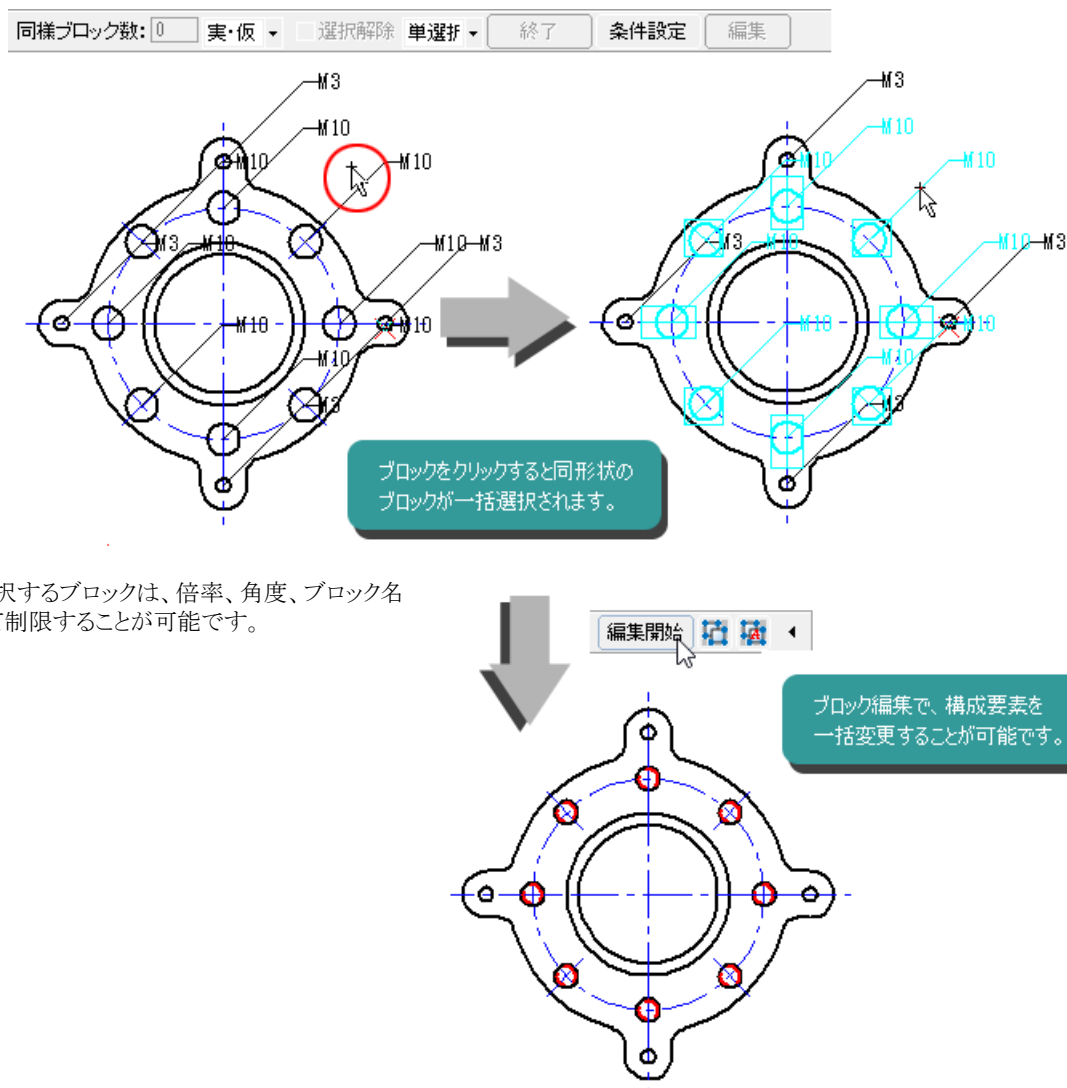 同様ブロック数: 0 実・仮 選択解除 単選択 終了 条件設定 編集
M3
M10
M10 M10
M3 M10 M10 M3
M10 M10
M10
M3
M3
M10
M10 M10
M3 M10 M10 M3
M10 M10
M10
M3
ブロックをクリックすると同形状の
ブロックが一括選択されます。
択するブロックは、倍率、角度、ブロック名
て制限することが可能です。
編集開始
ブロック編集で、構成要素を
一括変更することが可能です。